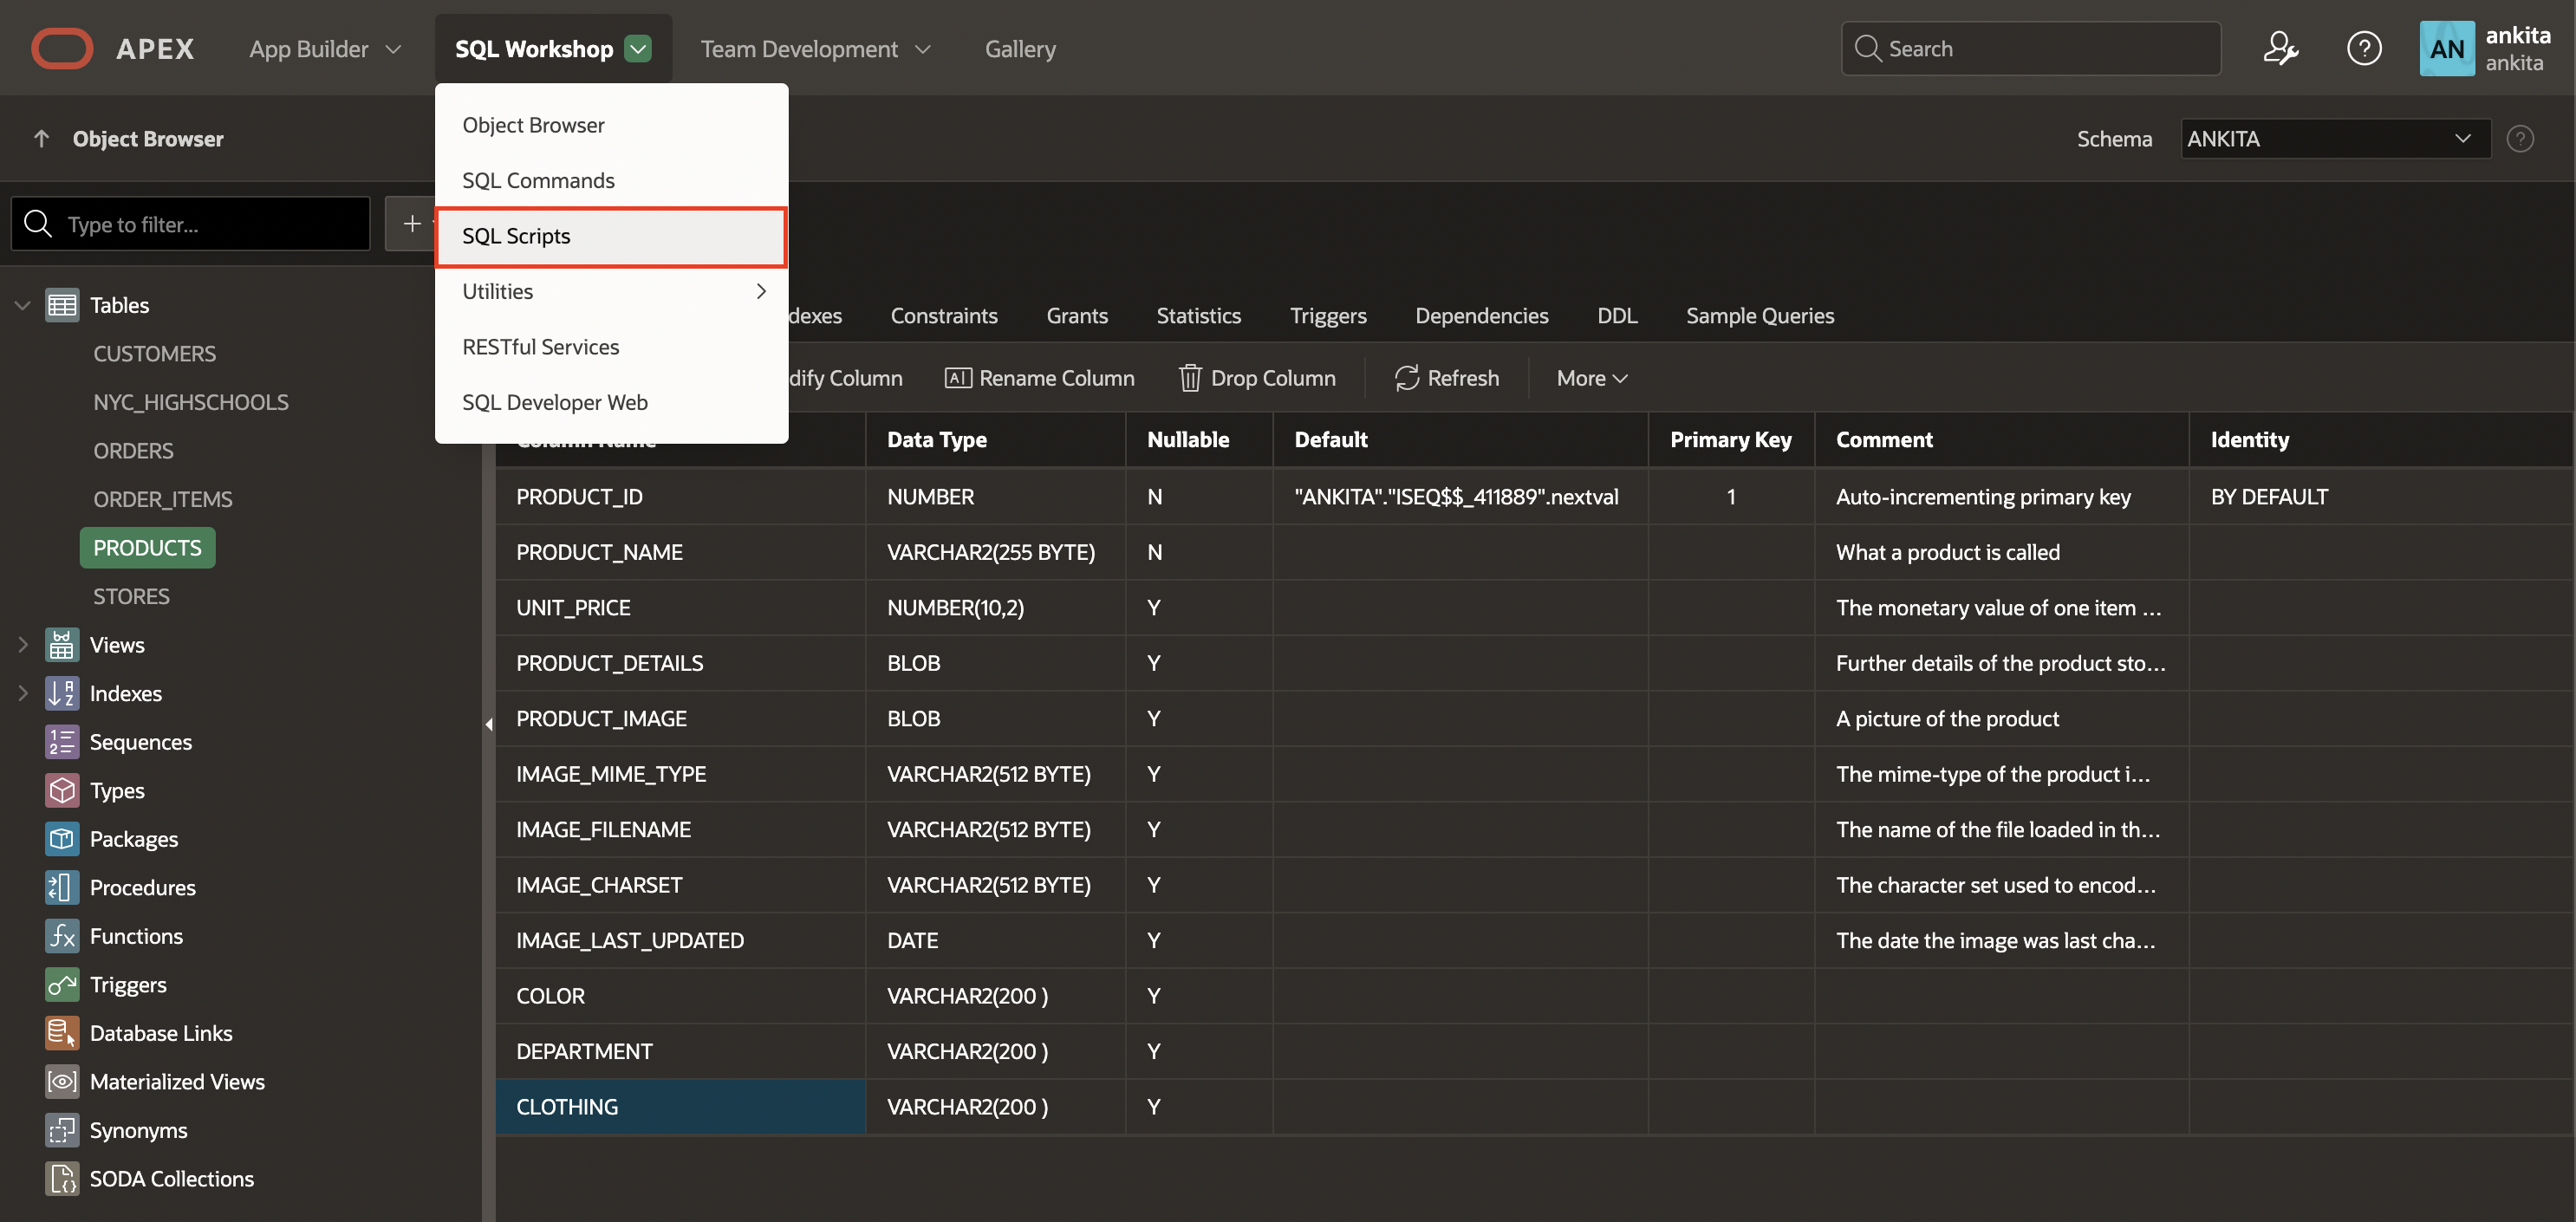 APEX App Builder SQL Workshop Team Development Gallery Search AN ankita
ankita
Object Browser Schema ANKITA ?
Type to filter... +
Object Browser
SQL Commands
SQL Scripts
Utilities
RESTful Services
SQL Developer Web
Tables
CUSTOMERS
NYC_HIGHSCHOOLS
ORDERS
ORDER_ITEMS
PRODUCTS
STORES
Views
Indexes
Sequences
Types
Packages
Procedures
Functions
Triggers
Database Links
Materialized Views
Synonyms
SODA Collections
dexes Constraints Grants Statistics Triggers Dependencies DDL Sample Queries
dify Column Rename Column Drop Column Refresh More
Column Name Data Type Nullable Default Primary Key Comment Identity
PRODUCT_ID NUMBER N "ANKITA"."ISEQ$$_411889".nextval 1 Auto-incrementing primary key BY DEFAULT
PRODUCT_NAME VARCHAR2(255 BYTE) N What a product is called
UNIT_PRICE NUMBER(10,2) Y The monetary value of one item ...
PRODUCT_DETAILS BLOB Y Further details of the product sto...
PRODUCT_IMAGE BLOB Y A picture of the product
IMAGE_MIME_TYPE VARCHAR2(512 BYTE) Y The mime-type of the product i...
IMAGE_FILENAME VARCHAR2(512 BYTE) Y The name of the file loaded in th...
IMAGE_CHARSET VARCHAR2(512 BYTE) Y The character set used to encod...
IMAGE_LAST_UPDATED DATE Y The date the image was last cha...
COLOR VARCHAR2(200 ) Y
DEPARTMENT VARCHAR2(200 ) Y
CLOTHING VARCHAR2(200 ) Y